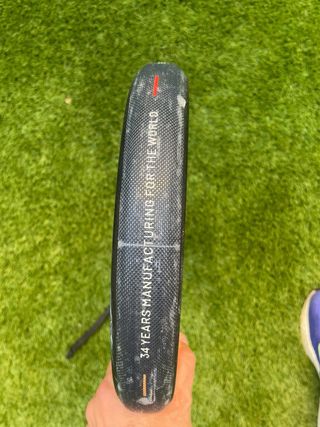 34 YEARS MANUFACTURING FOR THE WORLD